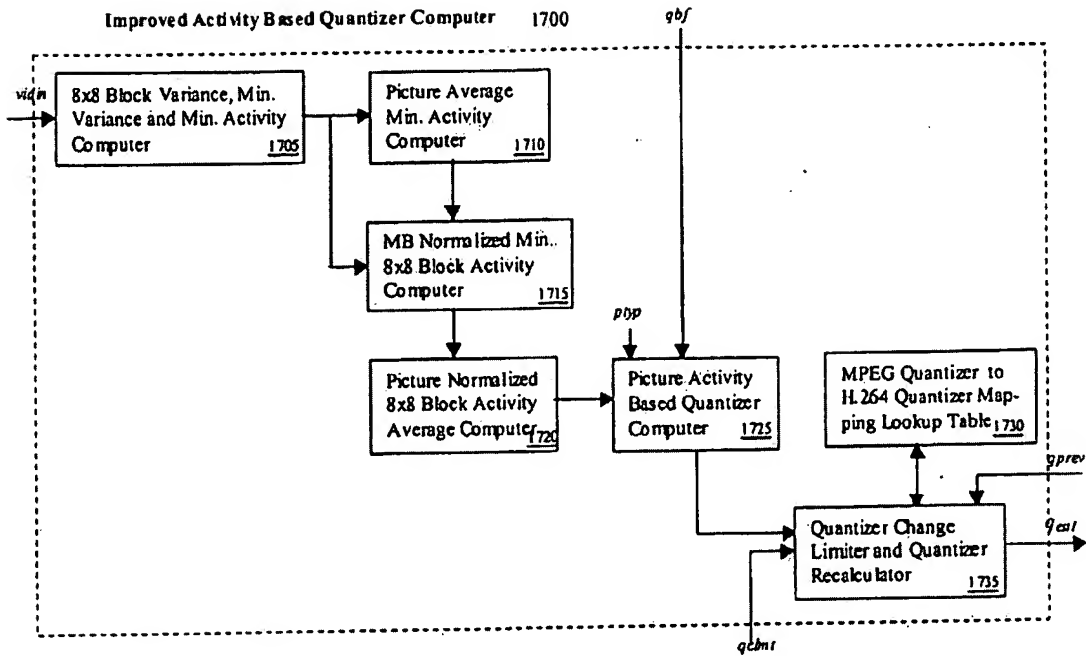 Improved Activity Based Quantizer Computer 1700
qbf
vidin
8x8 Block Variance, Min.
Variance and Min. Activity
Computer 1705
Picture Average
Min. Activity
Computer 1710
MB Normalized Min.
8x8 Block Activity
Computer 1715
ptyp
Picture Normalized
8x8 Block Activity
Average Computer 1720
Picture Activity
Based Quantizer
Computer 1725
MPEG Quantizer to
H.264 Quantizer Map-
ping Lookup Table 1730
qprev
Quantizer Change
Limiter and Quantizer
Recalculator 1735
qest